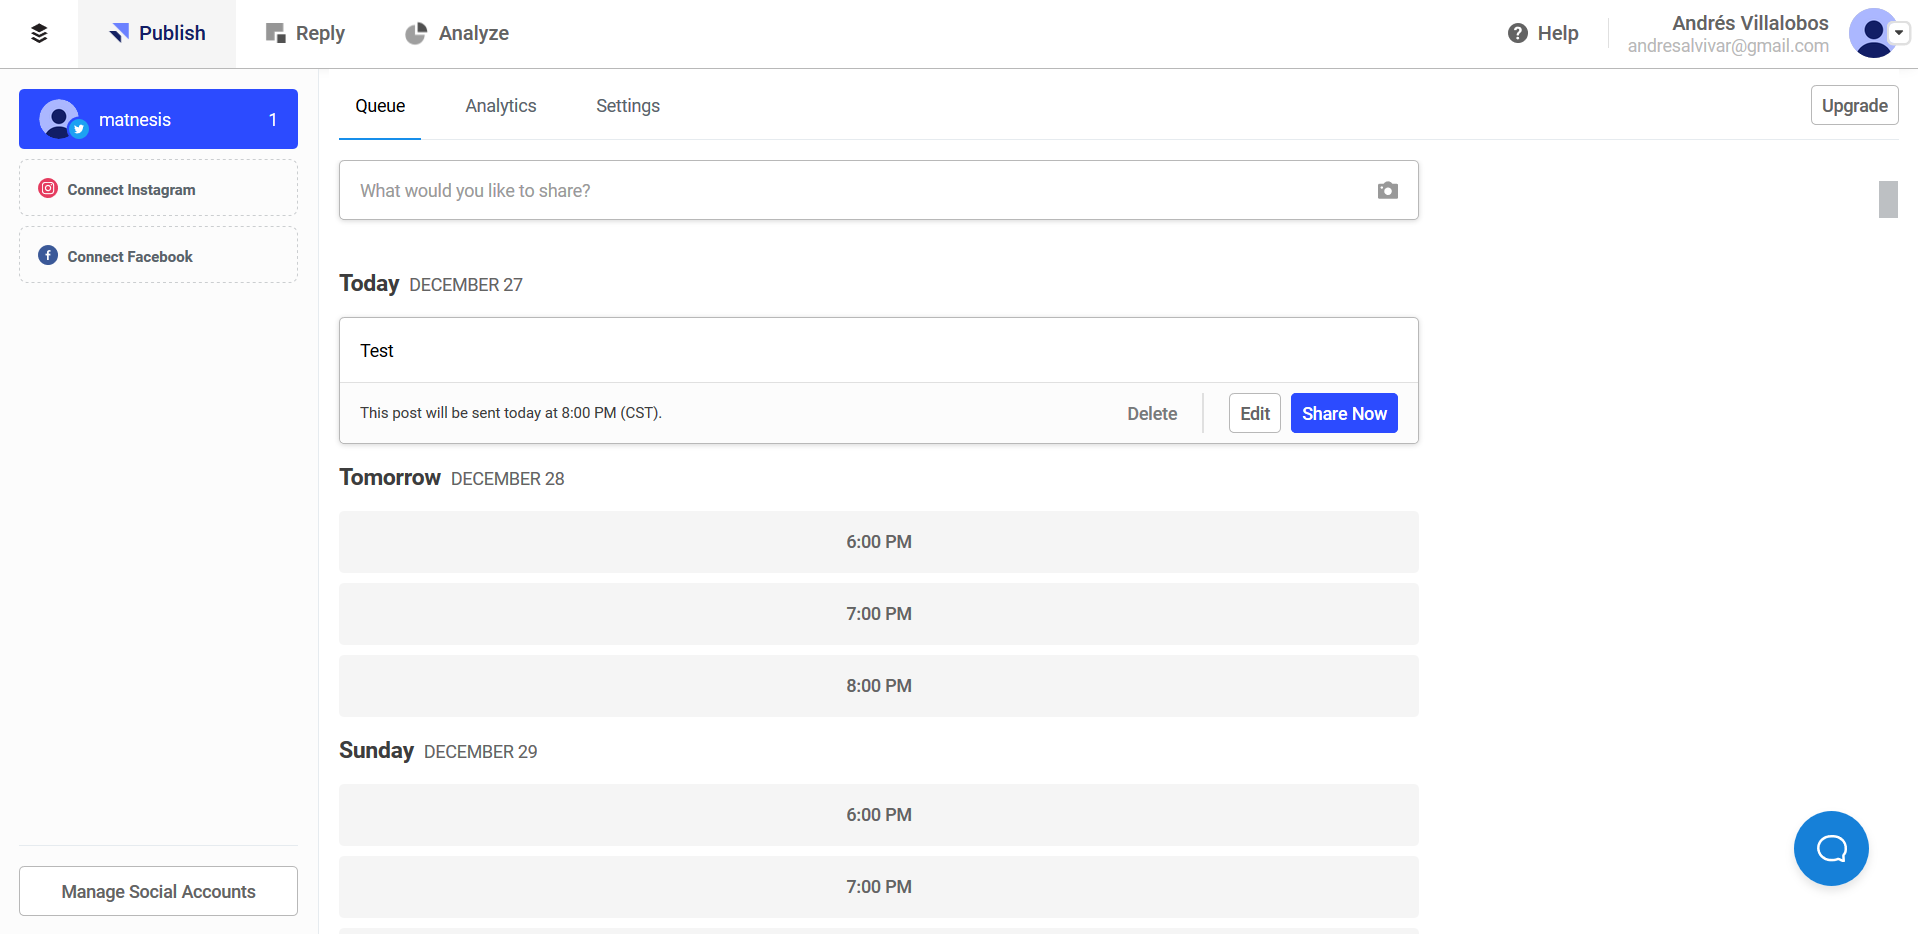 Publish
Reply
Analyze
Help
Andrés Villalobos
andresalvivar@gmail.com
matnesis 1
Connect Instagram
Connect Facebook
Manage Social Accounts
Queue Analytics Settings
Upgrade
What would you like to share?
Today DECEMBER 27
Test
This post will be sent today at 8:00 PM (CST).
Delete
Edit
Share Now
Tomorrow DECEMBER 28
6:00 PM
7:00 PM
8:00 PM
Sunday DECEMBER 29
6:00 PM
7:00 PM